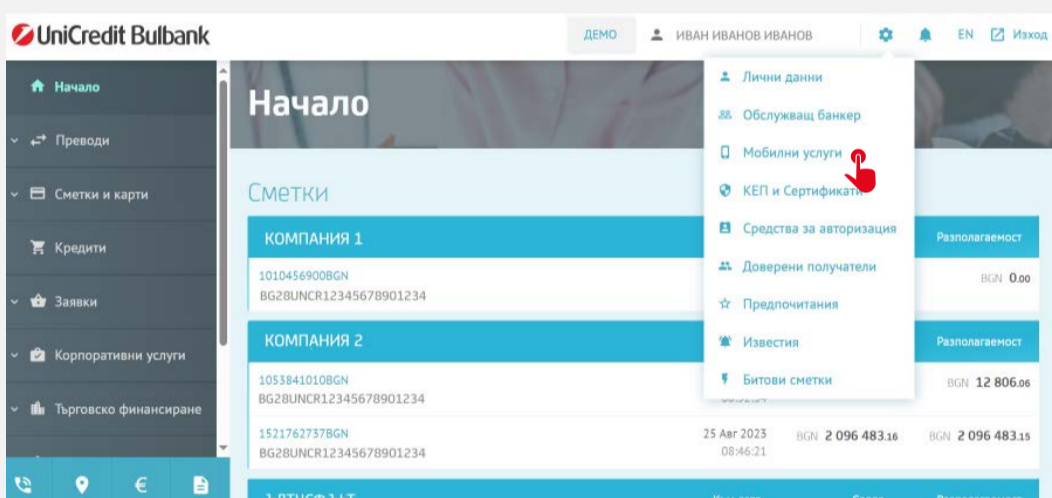 UniCredit Bulbank
ДЕМО
ИВАН ИВАНОВ ИВАНОВ
EN
Изход
Начало
Преводи
Сметки и карти
Кредити
Заявки
Корпоративни услуги
Търговско финансиране
Начало
Лични данни
Обслужващ банкер
Мобилни услуги
КЕП и Сертификати
Средства за авторизация
Доверени получатели
Предпочитания
Известия
Битови сметки
Сметки
КОМПАНИЯ 1
Разполагаемост
1010456900BGN
BG28UNCR12345678901234
BGN 0.00
КОМПАНИЯ 2
Разполагаемост
1053841010BGN
BG28UNCR12345678901234
BGN 12 806.06
1521762737BGN
BG28UNCR12345678901234
25 Авг 2023
08:46:21
BGN 2 096 483.16
BGN 2 096 483.15